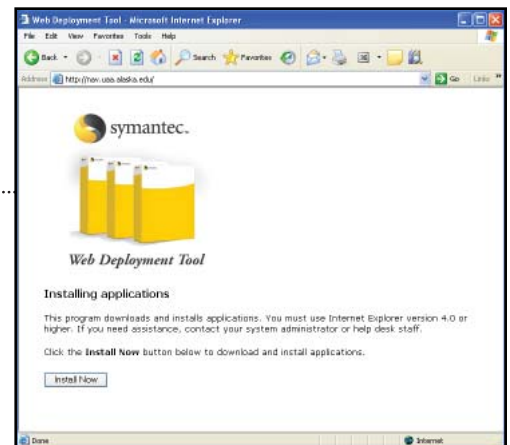 Web Deployment Tool - Microsoft Internet Explorer
File Edit View Favorites Tools Help
Back Search Favorites
Address http://nav.uaa.alaska.edu/ Go Links »
symantec.
Web Deployment Tool
Installing applications
This program downloads and installs applications. You must use Internet Explorer version 4.0 or
higher. If you need assistance, contact your system administrator or help desk staff.
Click the Install Now button below to download and install applications.
Install Now
Done Internet